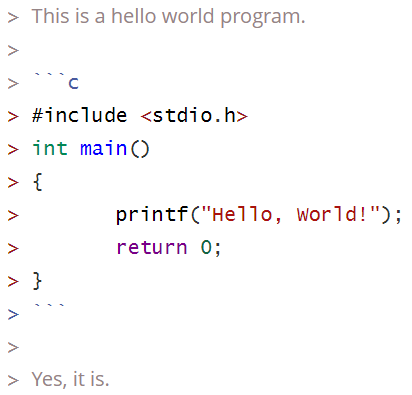 > This is a hello world program.
>
> ```c
> #include <stdio.h>
> int main()
> {
>        printf("Hello, World!");
>        return 0;
> }
> ```
>
> Yes, it is.